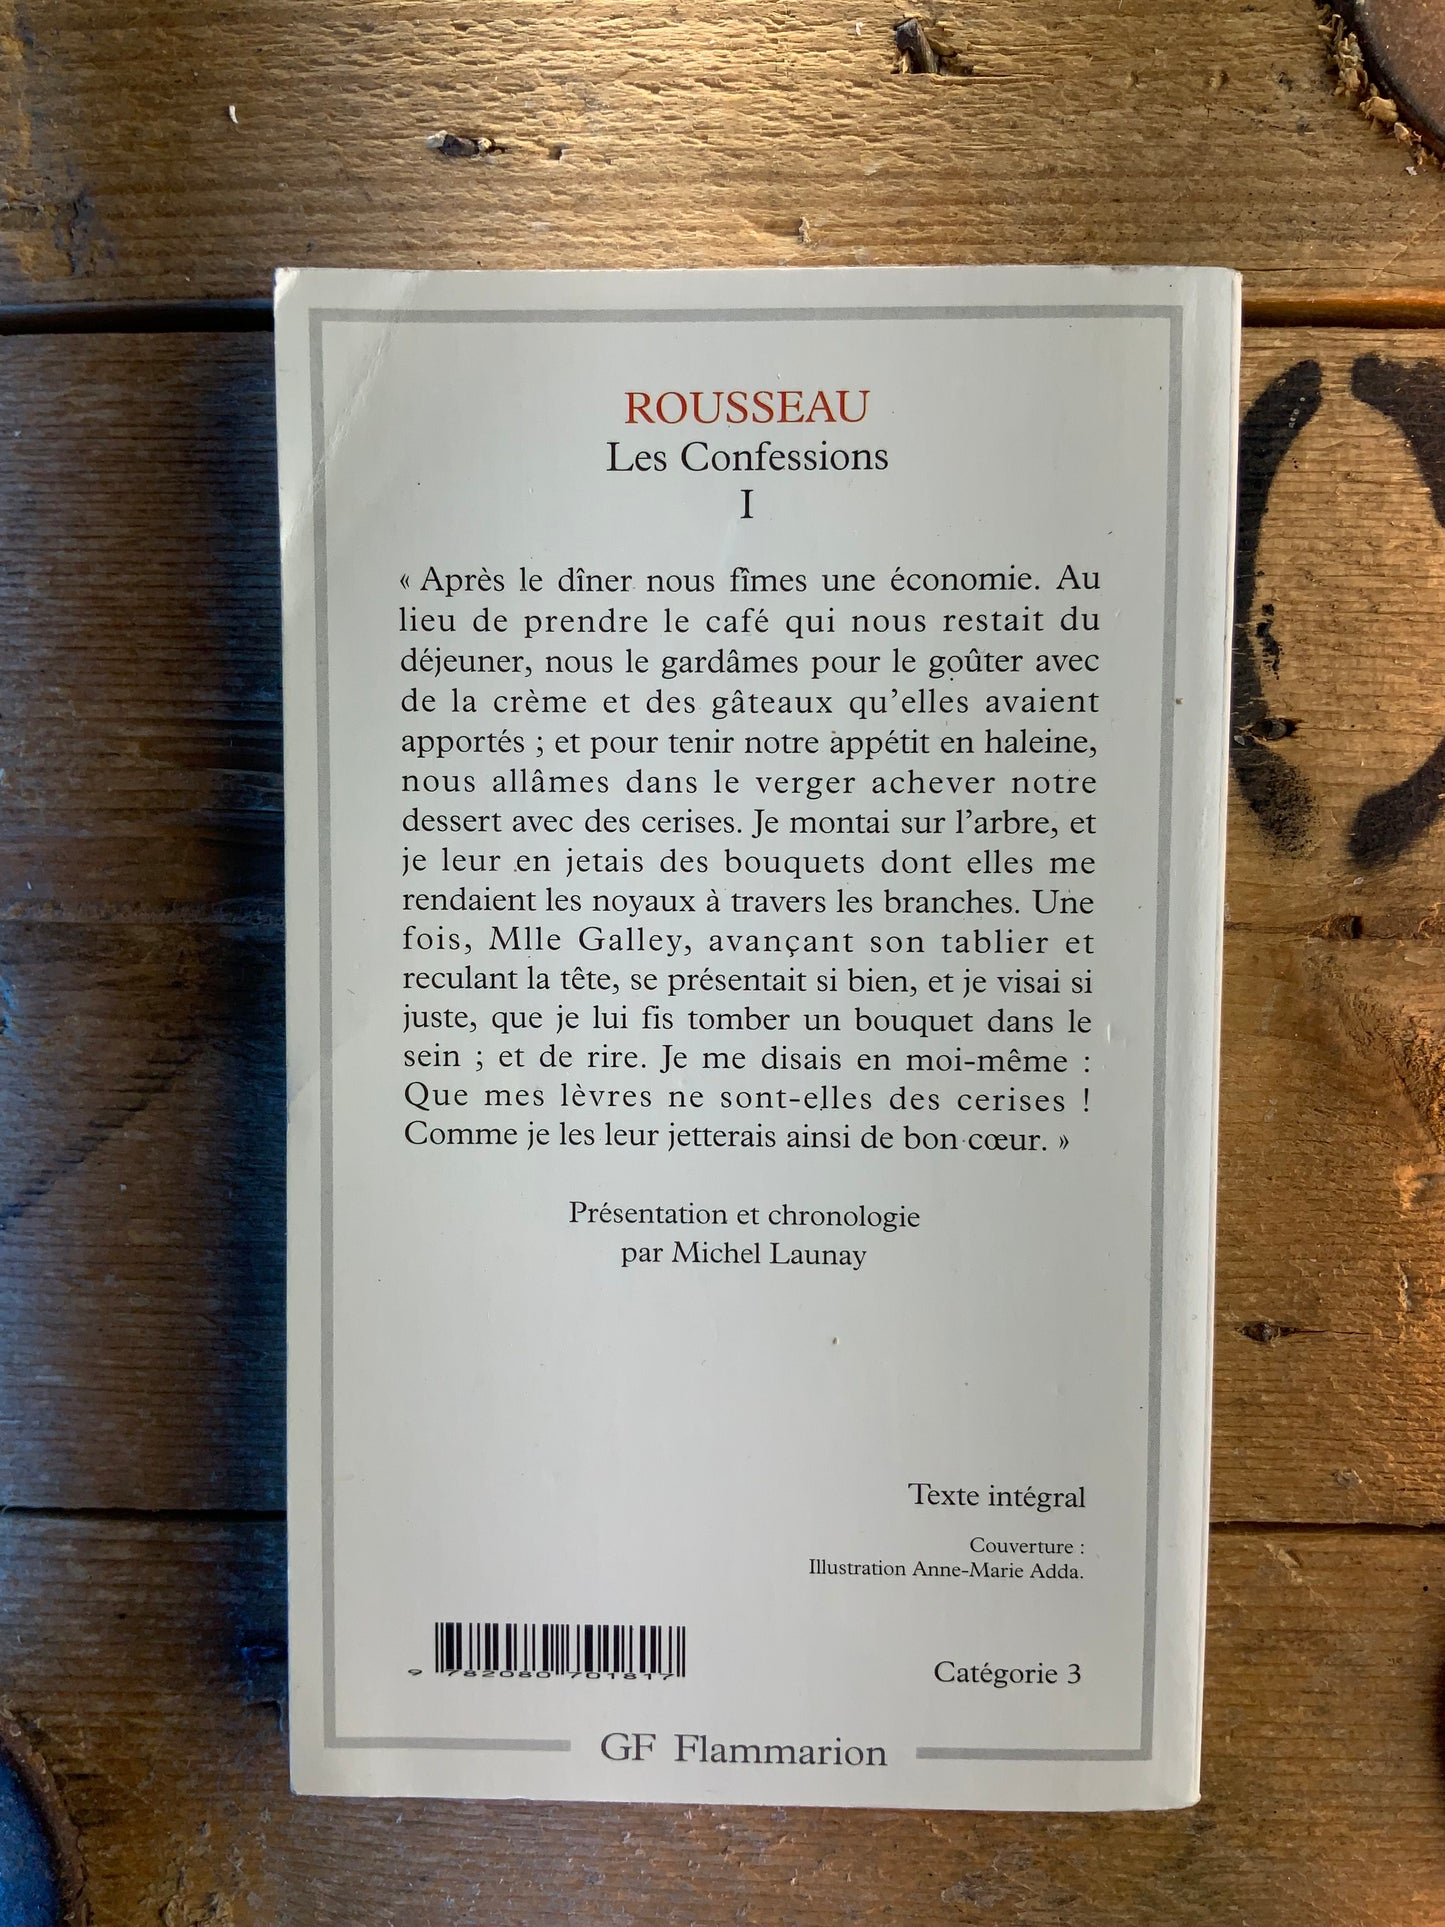 ROUSSEAU
Les Confessions
I
« Après le dîner nous fîmes une économie. Au
lieu de prendre le café qui nous restait du
déjeuner, nous le gardâmes pour le goûter avec
de la crème et des gâteaux qu'elles avaient
apportés ; et pour tenir notre appétit en haleine,
nous allâmes dans le verger achever notre
dessert avec des cerises. Je montai sur l'arbre, et
je leur en jetais des bouquets dont elles me
rendaient les noyaux à travers les branches. Une
fois, Mlle Galley, avançant son tablier et
reculant la tête, se présentait si bien, et je visai si
juste, que je lui fis tomber un bouquet dans le
sein ; et de rire. Je me disais en moi-même :
Que mes lèvres ne sont-elles des cerises !
Comme je les leur jetterais ainsi de bon cœur. »
Présentation et chronologie
par Michel Launay
Texte intégral
Couverture :
Illustration Anne-Marie Adda.
9 782080 701817
Catégorie 3
GF Flammarion